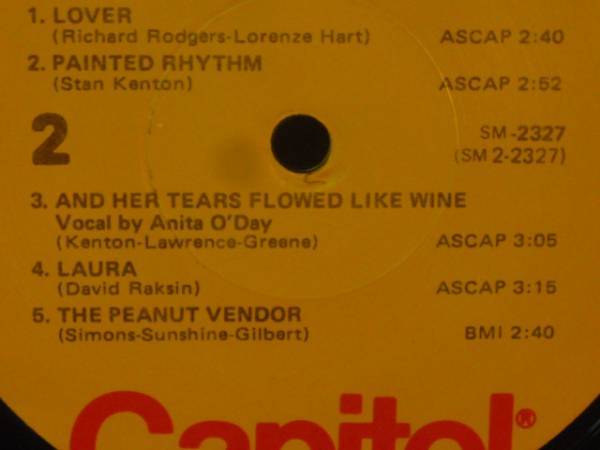 1. LOVER
(Richard Rodgers-Lorenze Hart) ASCAP 2:40
2. PAINTED RHYTHM
(Stan Kenton) ASCAP 2:52
2
SM-2327
(SM 2-2327)
3. AND HER TEARS FLOWED LIKE WINE
Vocal by Anita O'Day
(Kenton-Lawrence-Greene) ASCAP 3:05
4. LAURA
(David Raksin) ASCAP 3:15
5. THE PEANUT VENDOR
(Simons-Sunshine-Gilbert) BMI 2:40
Capitol®